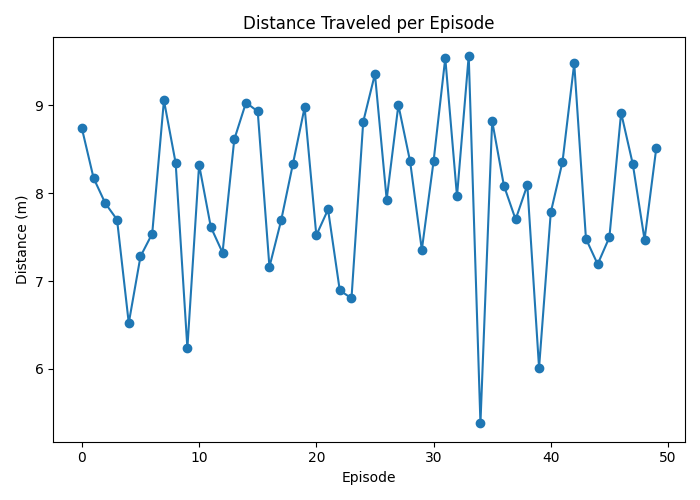 Distance Traveled per Episode
Distance (m)
9
8
7
6
0 10 20 30 40 50
Episode